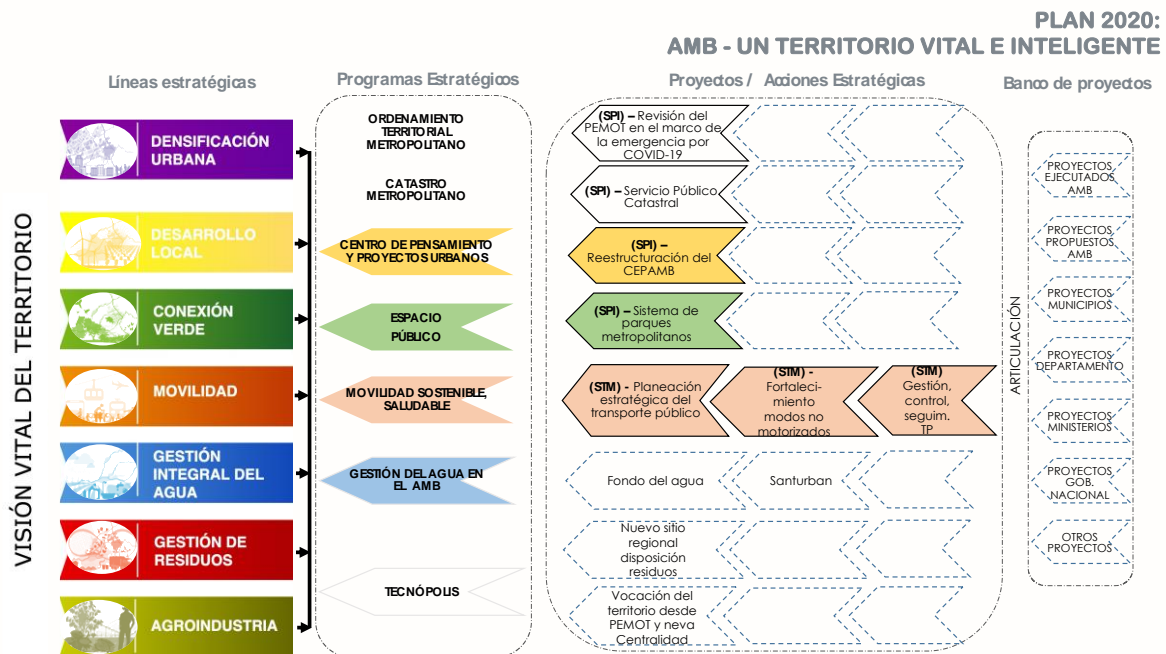 PLAN 2020:
AMB - UN TERRITORIO VITAL E INTELIGENTE
Líneas estratégicas
Programas Estratégicos
Proyectos / Acciones Estratégicas
Banco de proyectos
VISIÓN VITAL DEL TERRITORIO
DENSIFICACIÓN
URBANA
DESARROLLO
LOCAL
CONEXIÓN
VERDE
MOVILIDAD
GESTIÓN
INTEGRAL DEL
AGUA
GESTIÓN DE
RESIDUOS
AGROINDUSTRIA
ORDENAMIENTO
TERRITORIAL
METROPOLITANO
CATASTRO
METROPOLITANO
CENTRO DE PENSAMIENTO
Y PROYECTOS URBANOS
ESPACIO
PÚBLICO
MOVILIDAD SOSTENIBLE,
SALUDABLE
GESTIÓN DEL AGUA EN
EL AMB
TECNÓPOLIS
(SPI) – Revisión del
PEMOT en el marco de
la emergencia por
COVID-19
(SPI) – Servicio Público
Catastral
(SPI) –
Reestructuración del
CEPAMB
(SPI) – Sistema de
parques
metropolitanos
(STM) - Planeación
estratégica del
transporte público
(STM) -
Fortaleci-
miento
modos no
motorizados
(STM)
Gestión,
control,
seguim.
TP
Fondo del agua
Santurban
Nuevo sitio
regional
disposición
residuos
Vocación del
territorio desde
PEMOT y neva
Centralidad
ARTICULACIÓN
PROYECTOS
EJECUTADOS
AMB
PROYECTOS
PROPUESTOS
AMB
PROYECTOS
MUNICIPIOS
PROYECTOS
DEPARTAMENTO
PROYECTOS
MINISTERIOS
PROYECTOS
GOB.
NACIONAL
OTROS
PROYECTOS